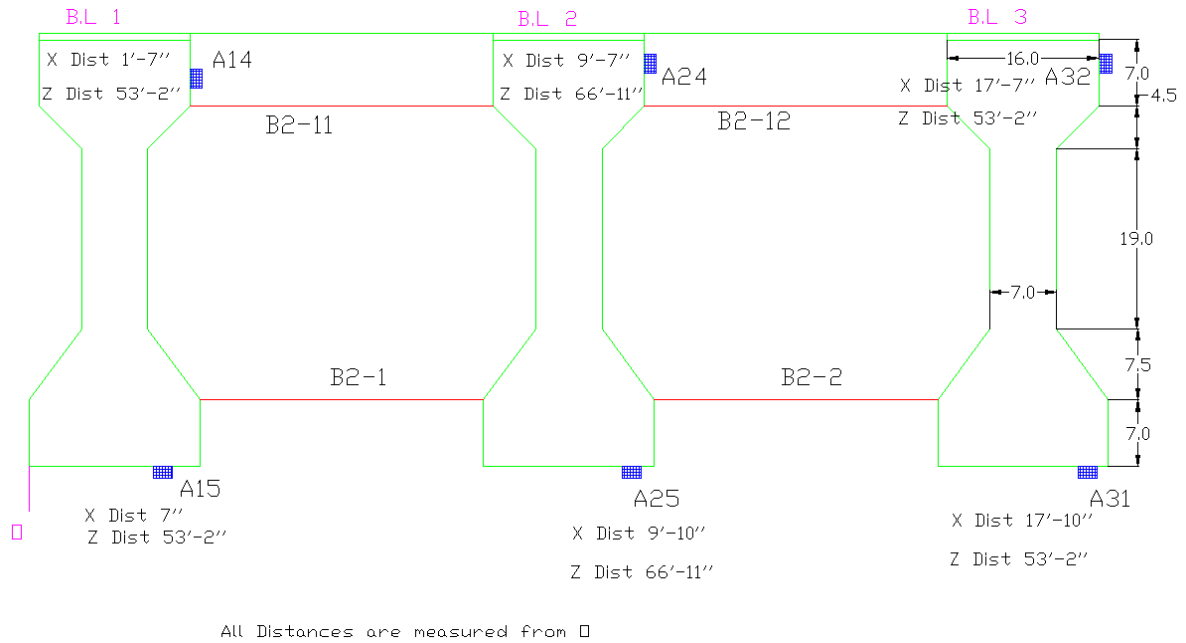 B.L 1
B.L 2
B.L 3
X Dist 1'-7''
Z Dist 53'-2''
A14
X Dist 9'-7''
Z Dist 66'-11''
A24
16.0
A32
X Dist 17'-7''
Z Dist 53'-2''
7.0
4.5
B2-11
B2-12
19.0
7.0
B2-1
B2-2
7.5
7.0
A15
X Dist 7''
Z Dist 53'-2''
A25
X Dist 9'-10''
Z Dist 66'-11''
A31
X Dist 17'-10''
Z Dist 53'-2''
All Distances are measured from